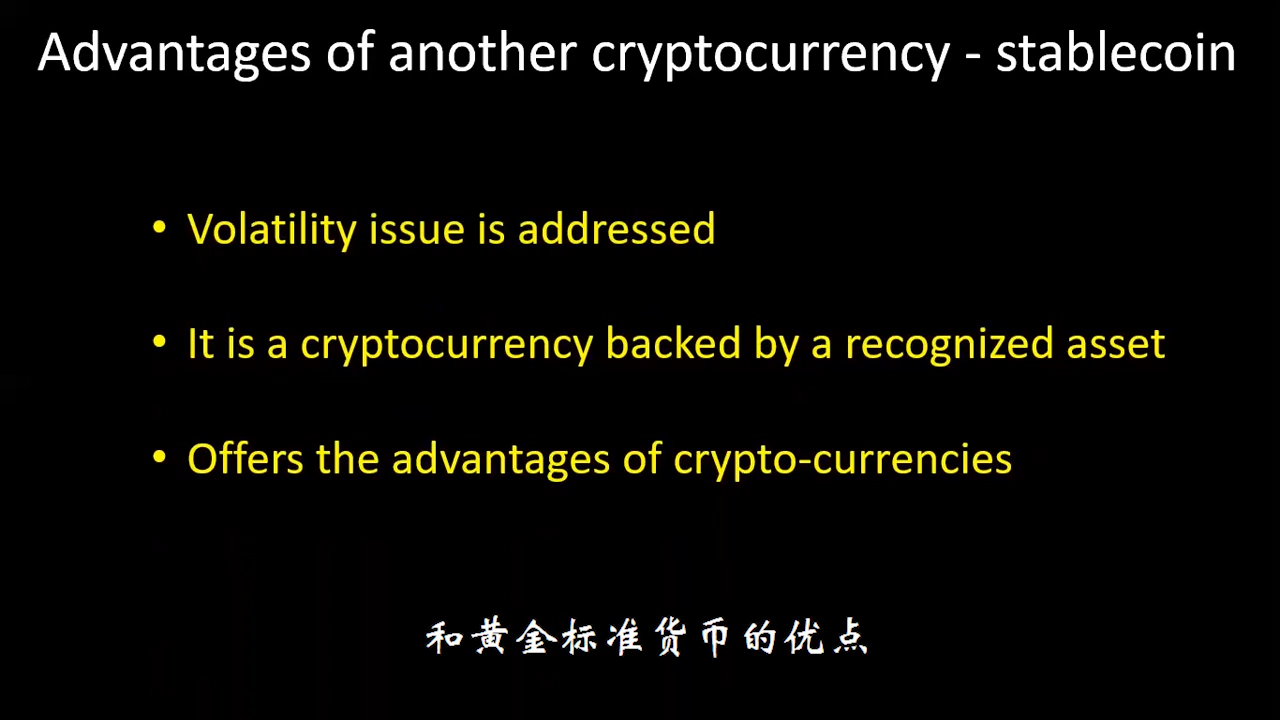 Advantages of another cryptocurrency - stablecoin
• Volatility issue is addressed
• It is a cryptocurrency backed by a recognized asset
• Offers the advantages of crypto-currencies
和黄金标准货币的优点